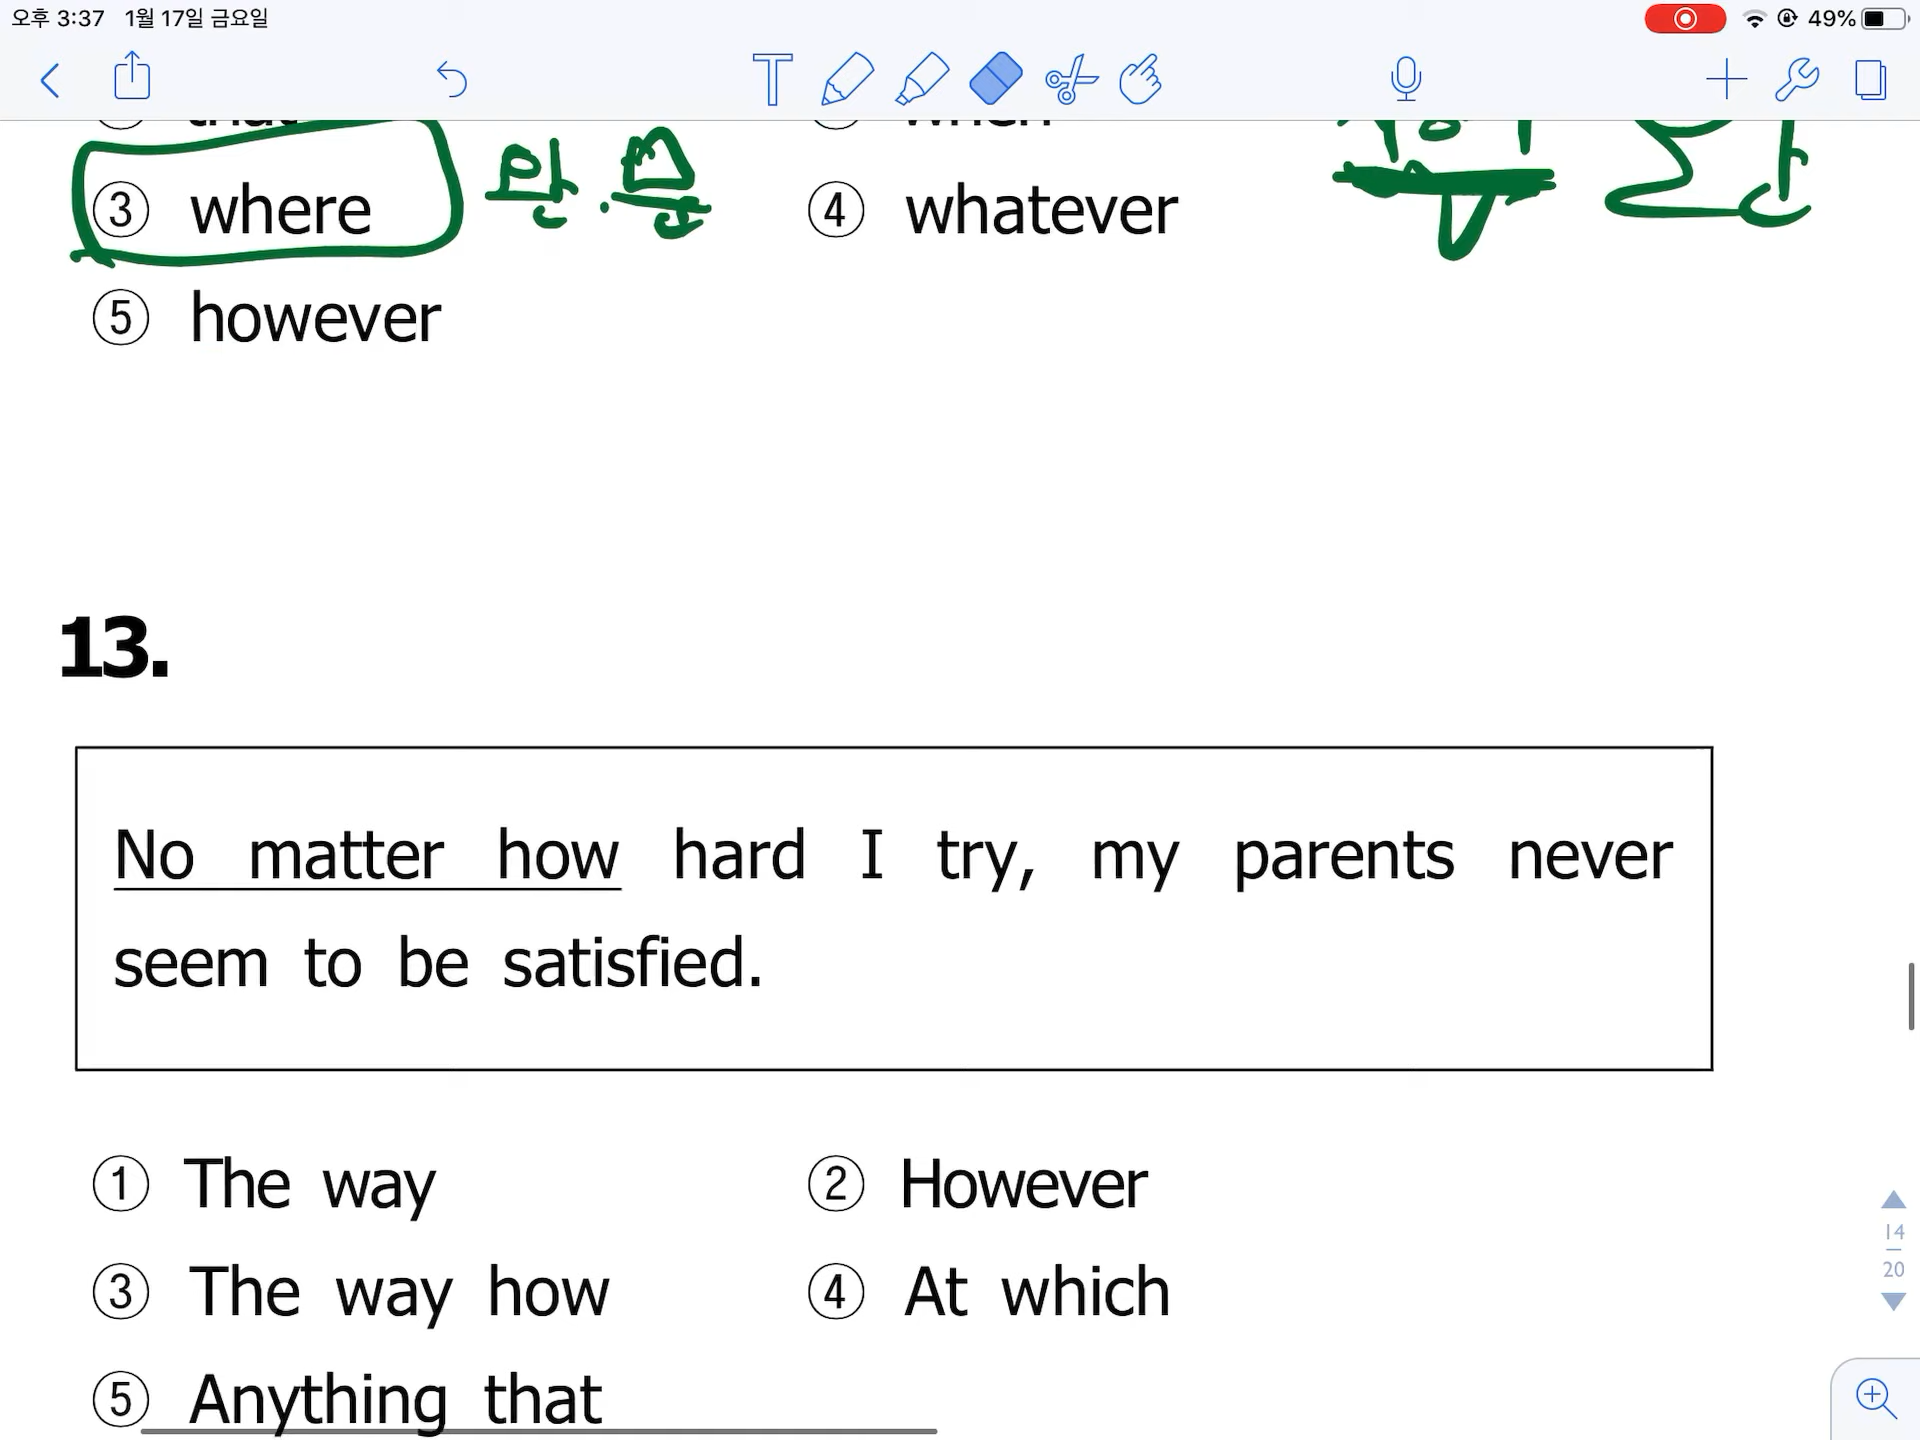 오후 3:37 1월 17일 금요일 49%
③ where 완.문 ④ whatever
⑤ however
13.
No matter how hard I try, my parents never
seem to be satisfied.
① The way ② However
③ The way how ④ At which
⑤ Anything that
14
20